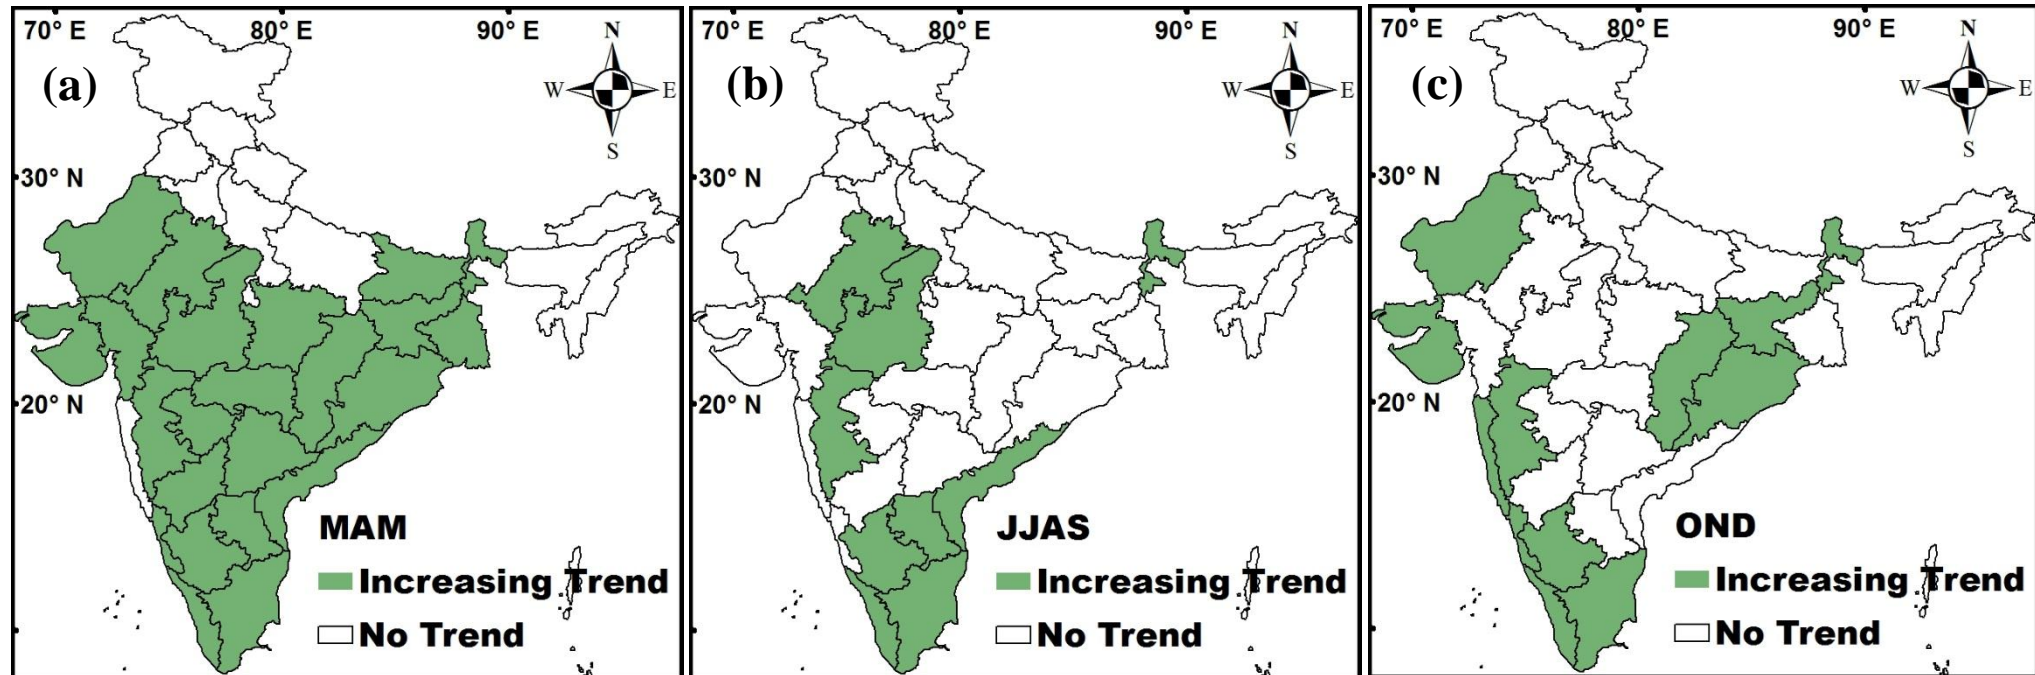 70° E 80° E 90° E
N
(a)
W E
S
30° N
20° N
MAM
Increasing Trend
No Trend
70° E 80° E 90° E
N
(b)
W E
S
30° N
20° N
JJAS
Increasing Trend
No Trend
70° E 80° E 90° E
N
(c)
W E
S
30° N
20° N
OND
Increasing Trend
No Trend